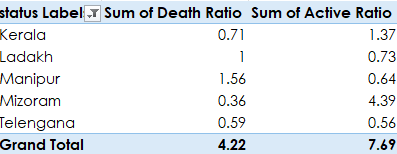 status Label Sum of Death Ratio Sum of Active Ratio
Kerala 0.71 1.37
Ladakh 1 0.73
Manipur 1.56 0.64
Mizoram 0.36 4.39
Telengana 0.59 0.56
Grand Total 4.22 7.69